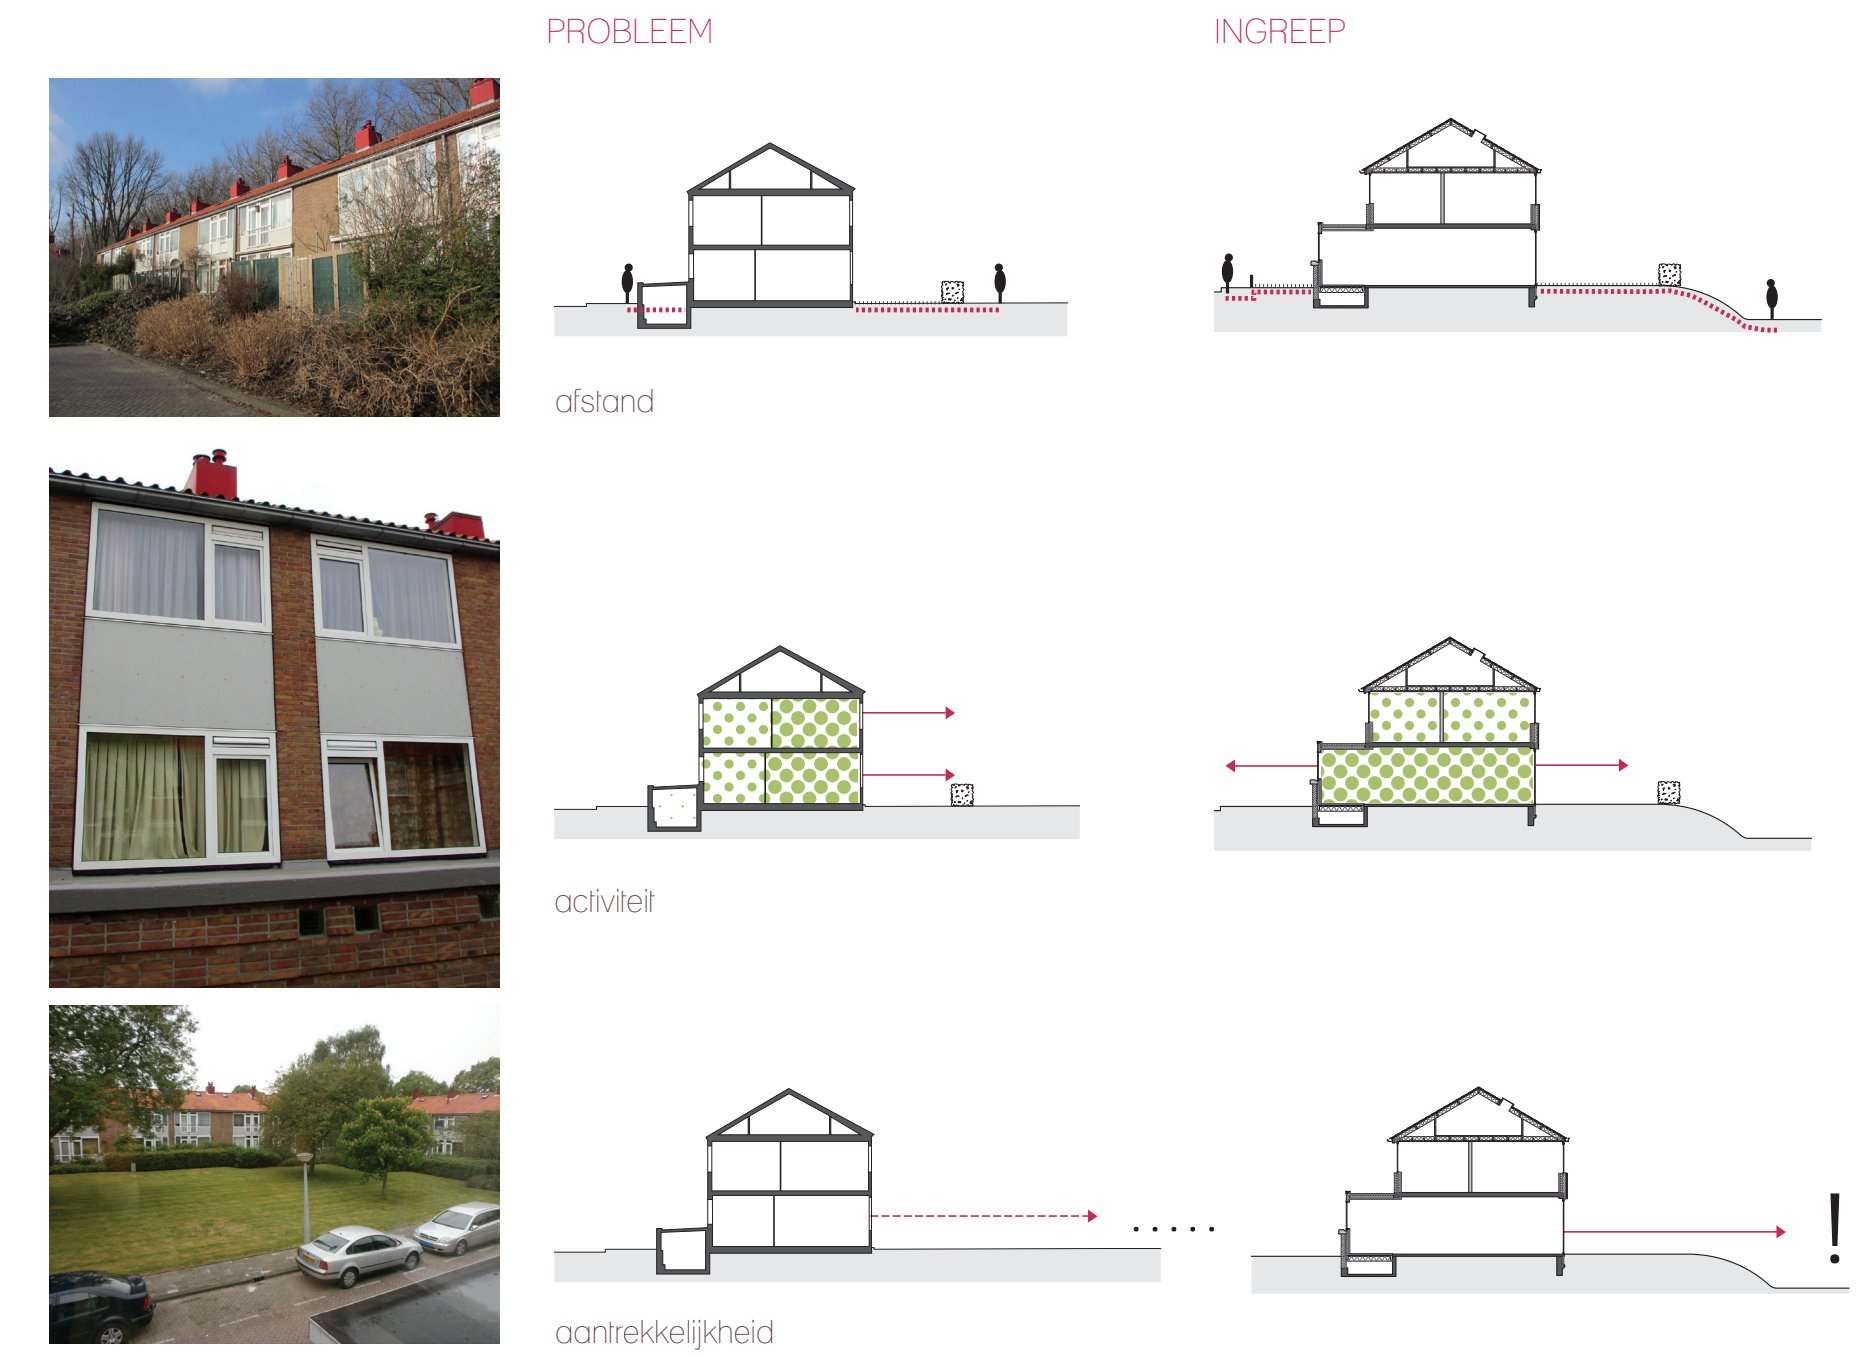 PROBLEEM
INGREEP
afstand
activiteit
aantrekkelijkheid
.....
!